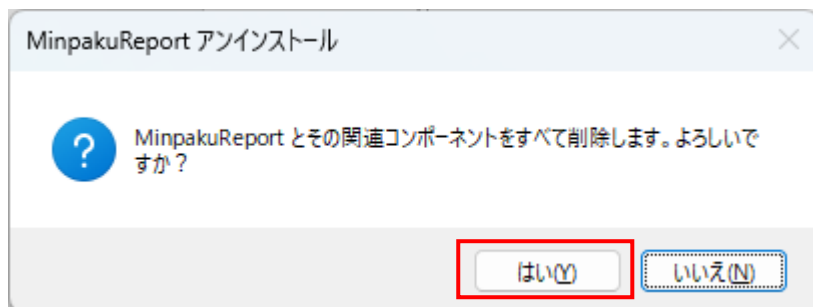 MinpakuReport アンインストール
MinpakuReport とその関連コンポーネントをすべて削除します。よろしいで
すか？
はい(Y)
いいえ(N)